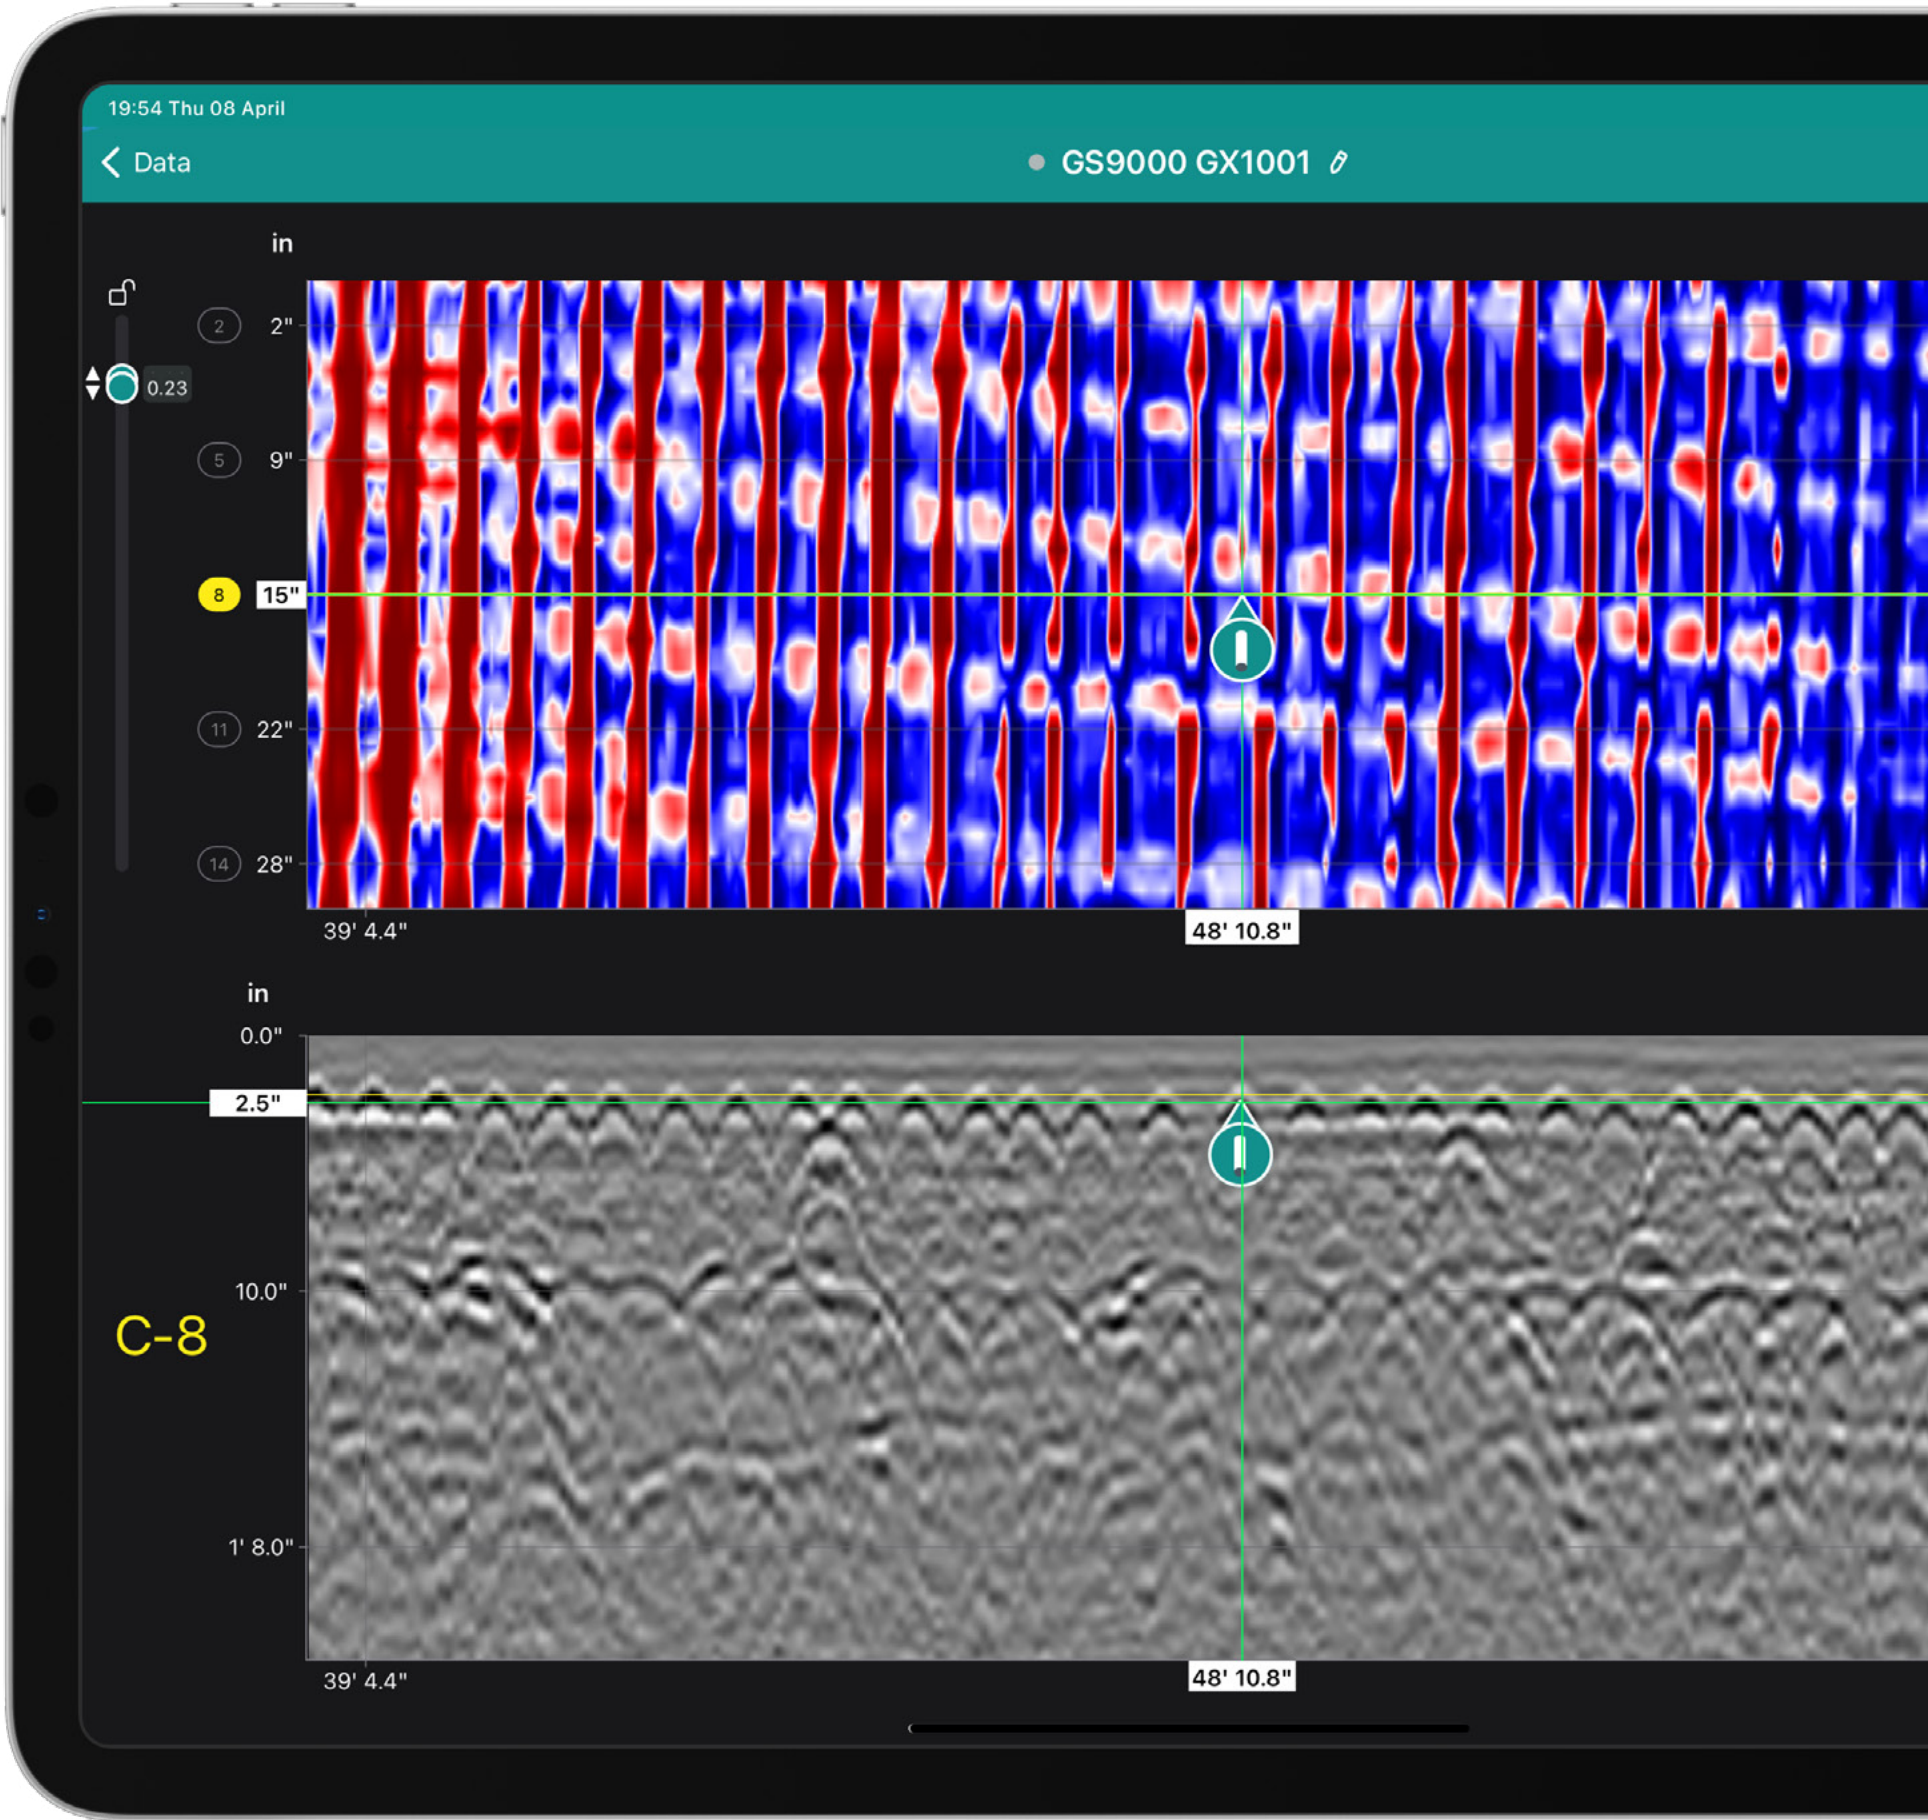 19:54 Thu 08 April
Data
GS9000 GX1001
in
2 2"
0.23
5 9"
8 15"
11 22"
14 28"
39' 4.4" 48' 10.8"
in
0.0"
2.5"
10.0"
C-8
1' 8.0"
39' 4.4" 48' 10.8"